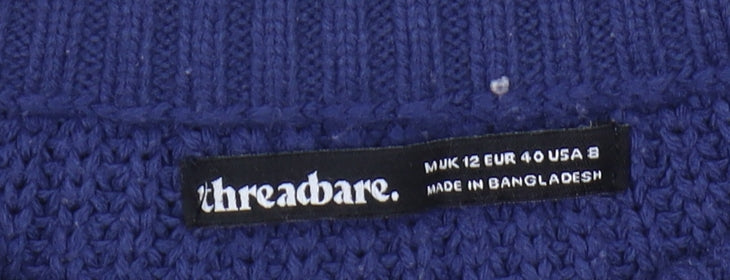 threadbare.
M UK 12 EUR 40 USA 8
MADE IN BANGLADESH